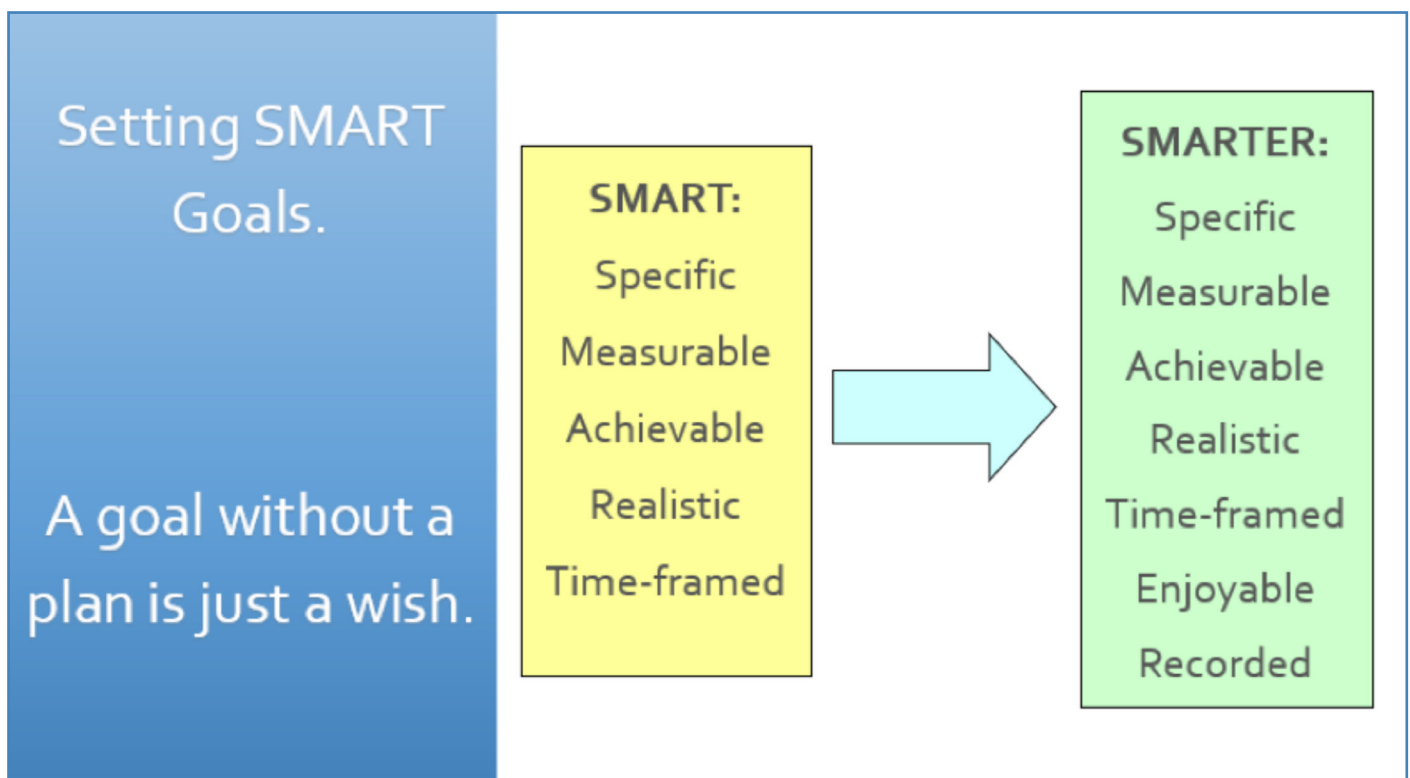 Setting SMART
Goals.
A goal without a
plan is just a wish.
SMART:
Specific
Measurable
Achievable
Realistic
Time-framed
SMARTER:
Specific
Measurable
Achievable
Realistic
Time-framed
Enjoyable
Recorded